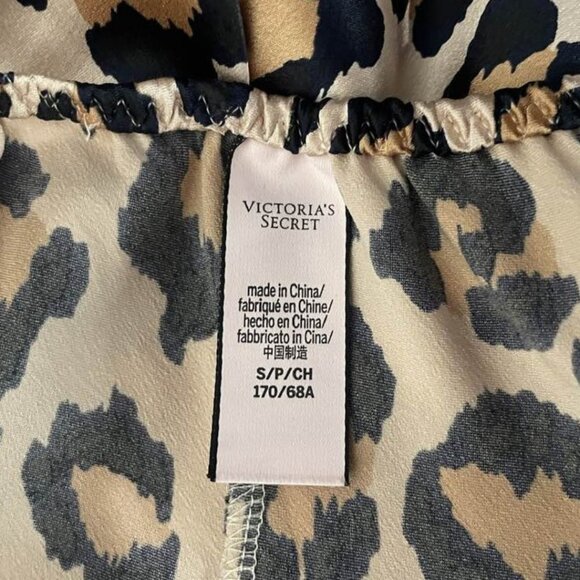 VICTORIA'S
SECRET
made in China/
fabriqué en Chine/
hecho en China/
fabbricato in Cina/
中国制造
S/P/CH
170/68A